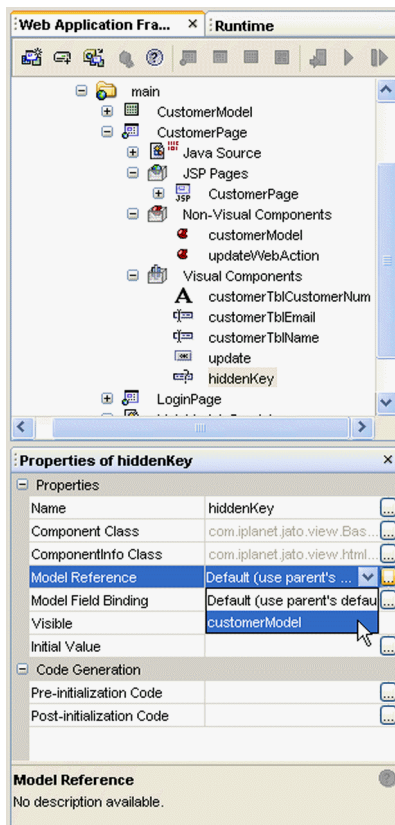 Web Application Fra... × Runtime
main
CustomerModel
CustomerPage
Java Source
JSP Pages
CustomerPage
Non-Visual Components
customerModel
updateWebAction
Visual Components
customerTblCustomerNum
customerTblEmail
customerTblName
update
hiddenKey
LoginPage
Properties of hiddenKey ×
Properties
Name hiddenKey ...
Component Class com.iplanet.jato.view.Bas... ...
ComponentInfo Class com.iplanet.jato.view.html... ...
Model Reference Default (use parent's ... ...
Model Field Binding Default (use parent's defau ...
Visible customerModel
Initial Value ...
Code Generation
Pre-initialization Code ...
Post-initialization Code ...
Model Reference
No description available.